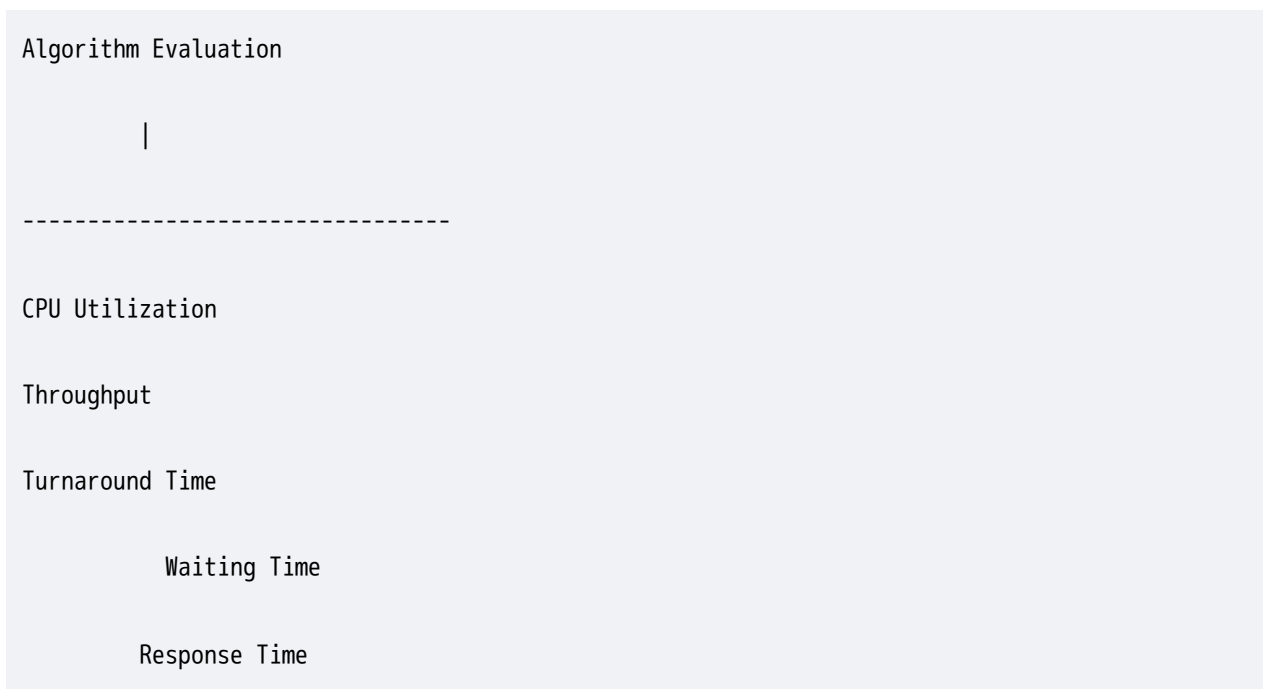 Algorithm Evaluation
|
---------------------------------
CPU Utilization
Throughput
Turnaround Time
Waiting Time
Response Time